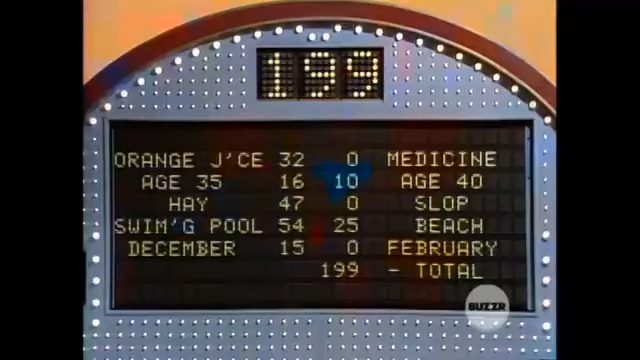 199
ORANGE J'CE 32 0 MEDICINE
AGE 35 16 10 AGE 40
HAY 47 0 SLOP
SWIM'G POOL 54 25 BEACH
DECEMBER 15 0 FEBRUARY
199 - TOTAL
BUZZR